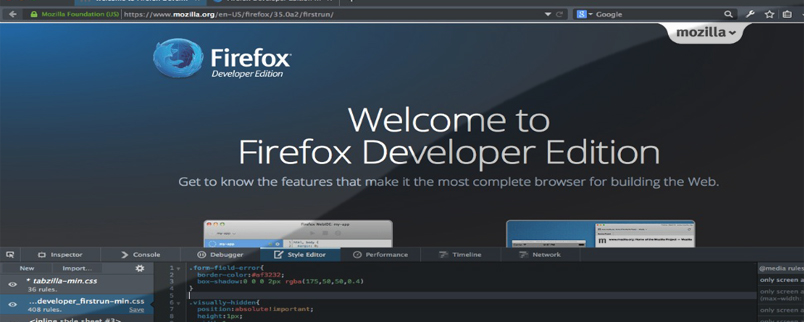 Mozilla Foundation (US)
https://www.mozilla.org/en-US/firefox/35.0a2/firstrun/
Google
mozilla
Firefox
Developer Edition
Welcome to
Firefox Developer Edition
Get to know the features that make it the most complete browser for building the Web.
Inspector
Console
Debugger
Style Editor
Performance
Timeline
Network
New
Import...
* tabzilla-min.css
36 rules.
...developer_firstrun-min.css
408 rules.
Save
<inline style sheet #3>
1 .form-field-error{
2 border-color:#af3232;
3 box-shadow:0 0 0 2px rgba(175,50,50,0.4)
4 }
5
6 .visually-hidden{
7 position:absolute!important;
8 height:1px;
@media rules
only screen
only screen
(max-width:
only screen
only screen